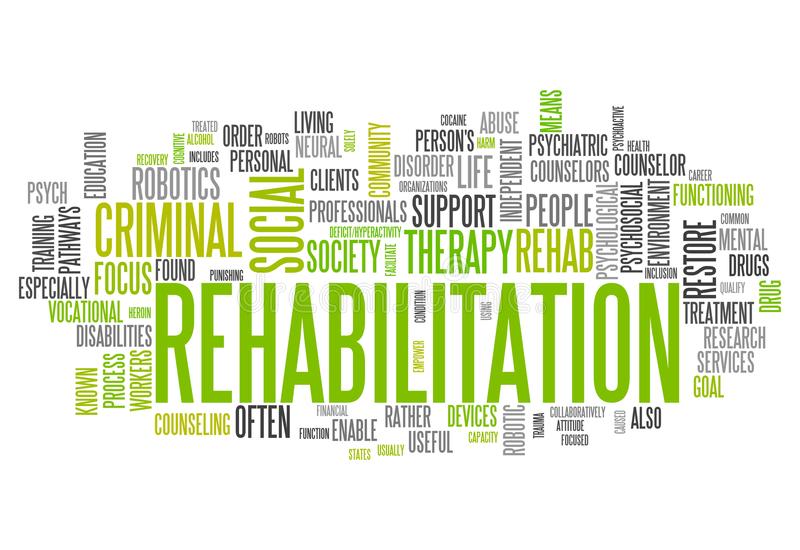 MEANS
PSYCHOACTIVE
COCAINE
ABUSE
LIVING
TREATED
ORDER
ROBOTS
NEURAL
SOLELY
COMMUNITY
PERSON'S
HARM
INDEPENDENT
PSYCHIATRIC
HEALTH
EDUCATION
COGNITIVE
ALCOHOL
RECOVERY
INCLUDES
PERSONAL
DISORDER
LIFE
COUNSELORS
COUNSELOR
CAREER
PSYCH
ROBOTICS
SOCIAL
CLIENTS
ORGANIZATIONS
FUNCTIONING
TRAINING
PATHWAYS
CRIMINAL
PROFESSIONALS
SUPPORT
PEOPLE
PSYCHOLOGICAL
PSYCHOSOCIAL
ENVIRONMENT
COMMON
DEFICIT/HYPERACTIVITY
SOCIETY
FACILITATE
THERAPY
REHAB
RESTORE
MENTAL
FOCUS
FOUND
PUNISHING
INCLUSION
DRUGS
ESPECIALLY
QUALIFY
DRUG
VOCATIONAL
HEROIN
REHABILITATION
CONDITION
USING
TREATMENT
DISABILITIES
RESEARCH
EMPOWER
SERVICES
KNOWN
PROCESS
WORKERS
GOAL
COUNSELING
OFTEN
FINANCIAL
RATHER
DEVICES
ROBOTIC
TRAUMA
COLLABORATIVELY
CAUSED
ALSO
FUNCTION
ENABLE
USEFUL
CAPACITY
ATTITUDE
FOCUSED
STATES
USUALLY